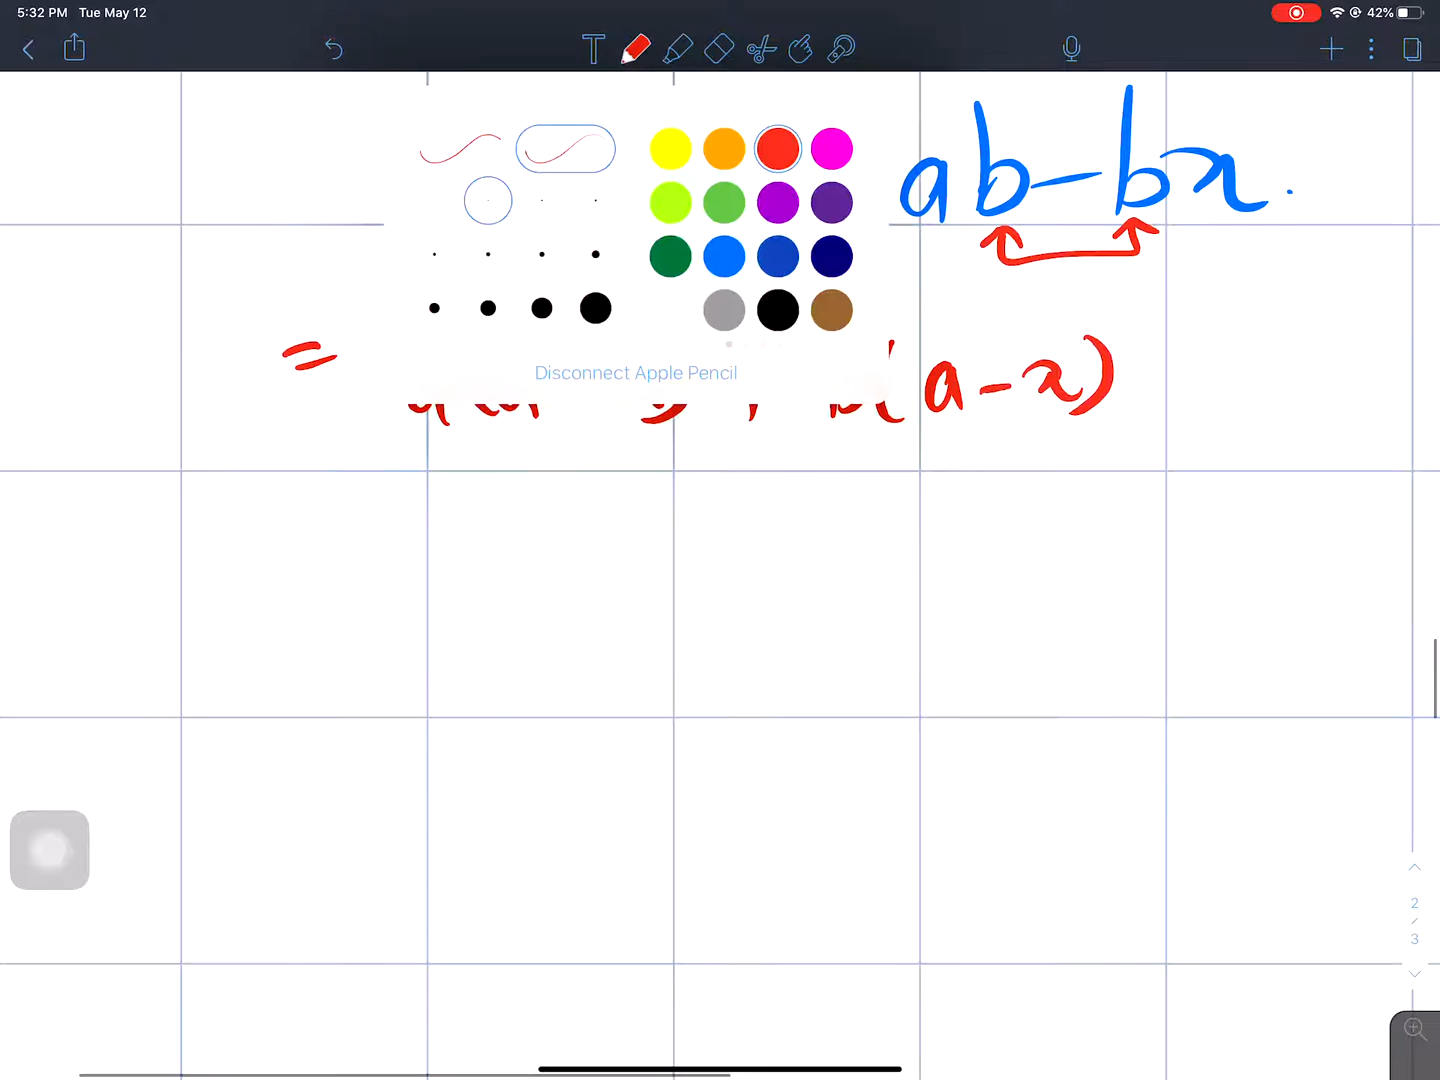 5:32 PM Tue May 12
42%
T
ab-bx.
=
(a-x)
Disconnect Apple Pencil
2
/
3